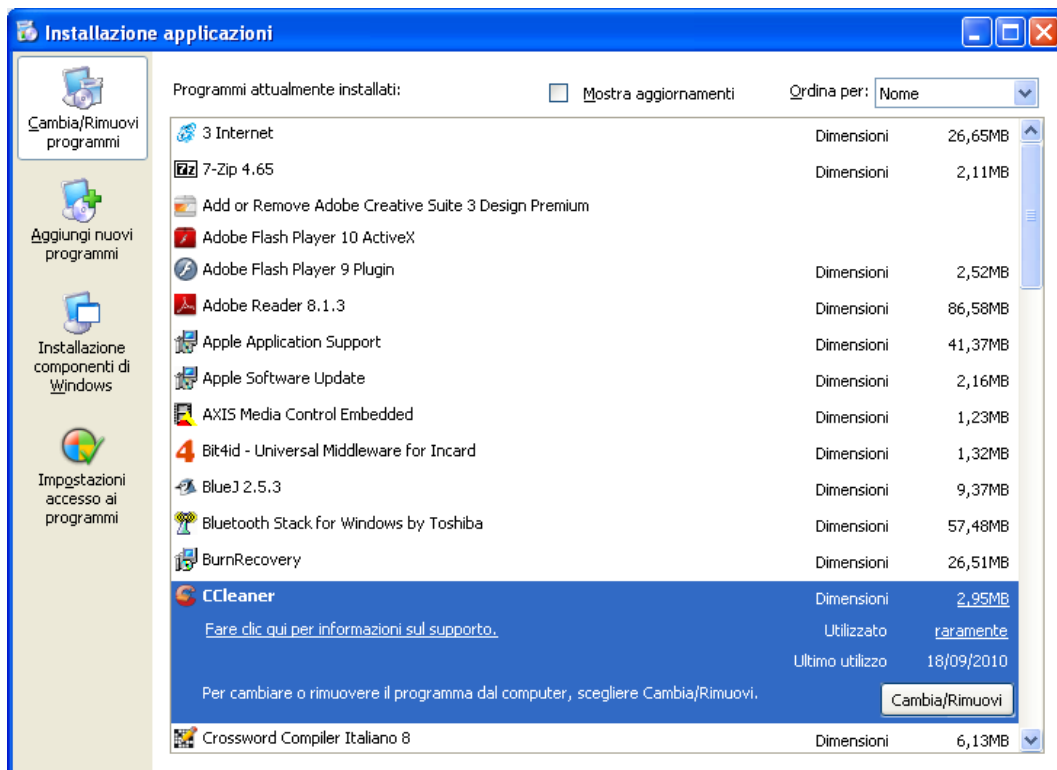 Installazione applicazioni
Cambia/Rimuovi
programmi
Aggiungi nuovi
programmi
Installazione
componenti di
Windows
Impostazioni
accesso ai
programmi
Programmi attualmente installati: Mostra aggiornamenti Ordina per: Nome
3 Internet Dimensioni 26,65MB
7z 7-Zip 4.65 Dimensioni 2,11MB
Add or Remove Adobe Creative Suite 3 Design Premium
Adobe Flash Player 10 ActiveX
Adobe Flash Player 9 Plugin Dimensioni 2,52MB
Adobe Reader 8.1.3 Dimensioni 86,58MB
Apple Application Support Dimensioni 41,37MB
Apple Software Update Dimensioni 2,16MB
AXIS Media Control Embedded Dimensioni 1,23MB
4 Bit4id - Universal Middleware for Incard Dimensioni 1,32MB
BlueJ 2.5.3 Dimensioni 9,37MB
Bluetooth Stack for Windows by Toshiba Dimensioni 57,48MB
BurnRecovery Dimensioni 26,51MB
CCleaner Dimensioni 2,95MB
Fare clic qui per informazioni sul supporto. Utilizzato raramente
Ultimo utilizzo 18/09/2010
Per cambiare o rimuovere il programma dal computer, scegliere Cambia/Rimuovi. Cambia/Rimuovi
Crossword Compiler Italiano 8 Dimensioni 6,13MB